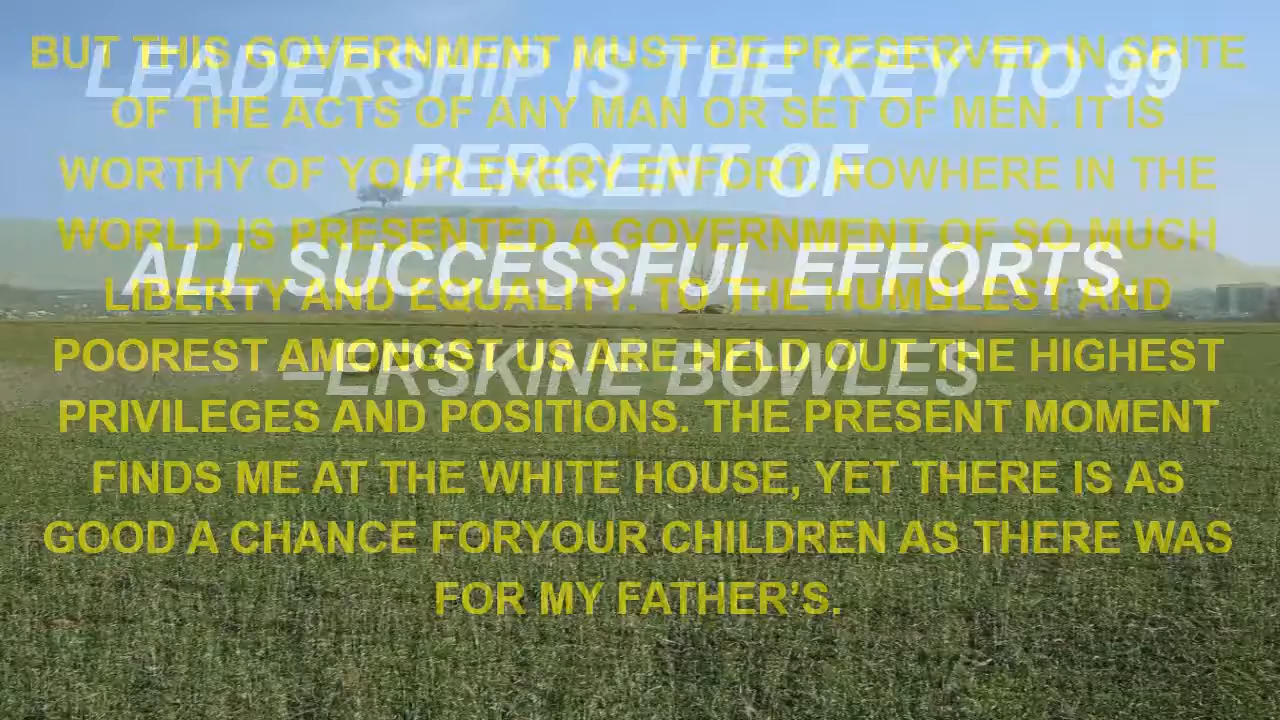 BUT THIS GOVERNMENT MUST BE PRESERVED IN SPITE
OF THE ACTS OF ANY MAN OR SET OF MEN. IT IS
WORTHY OF YOUR EVERY EFFORT. NOWHERE IN THE
WORLD IS PRESENTED A GOVERNMENT OF SO MUCH
LIBERTY AND EQUALITY. TO THE HUMBLEST AND
POOREST AMONGST US ARE HELD OUT THE HIGHEST
PRIVILEGES AND POSITIONS. THE PRESENT MOMENT
FINDS ME AT THE WHITE HOUSE, YET THERE IS AS
GOOD A CHANCE FORYOUR CHILDREN AS THERE WAS
FOR MY FATHER’S.
LEADERSHIP IS THE KEY TO 99
PERCENT OF
ALL SUCCESSFUL EFFORTS.
–ERSKINE BOWLES